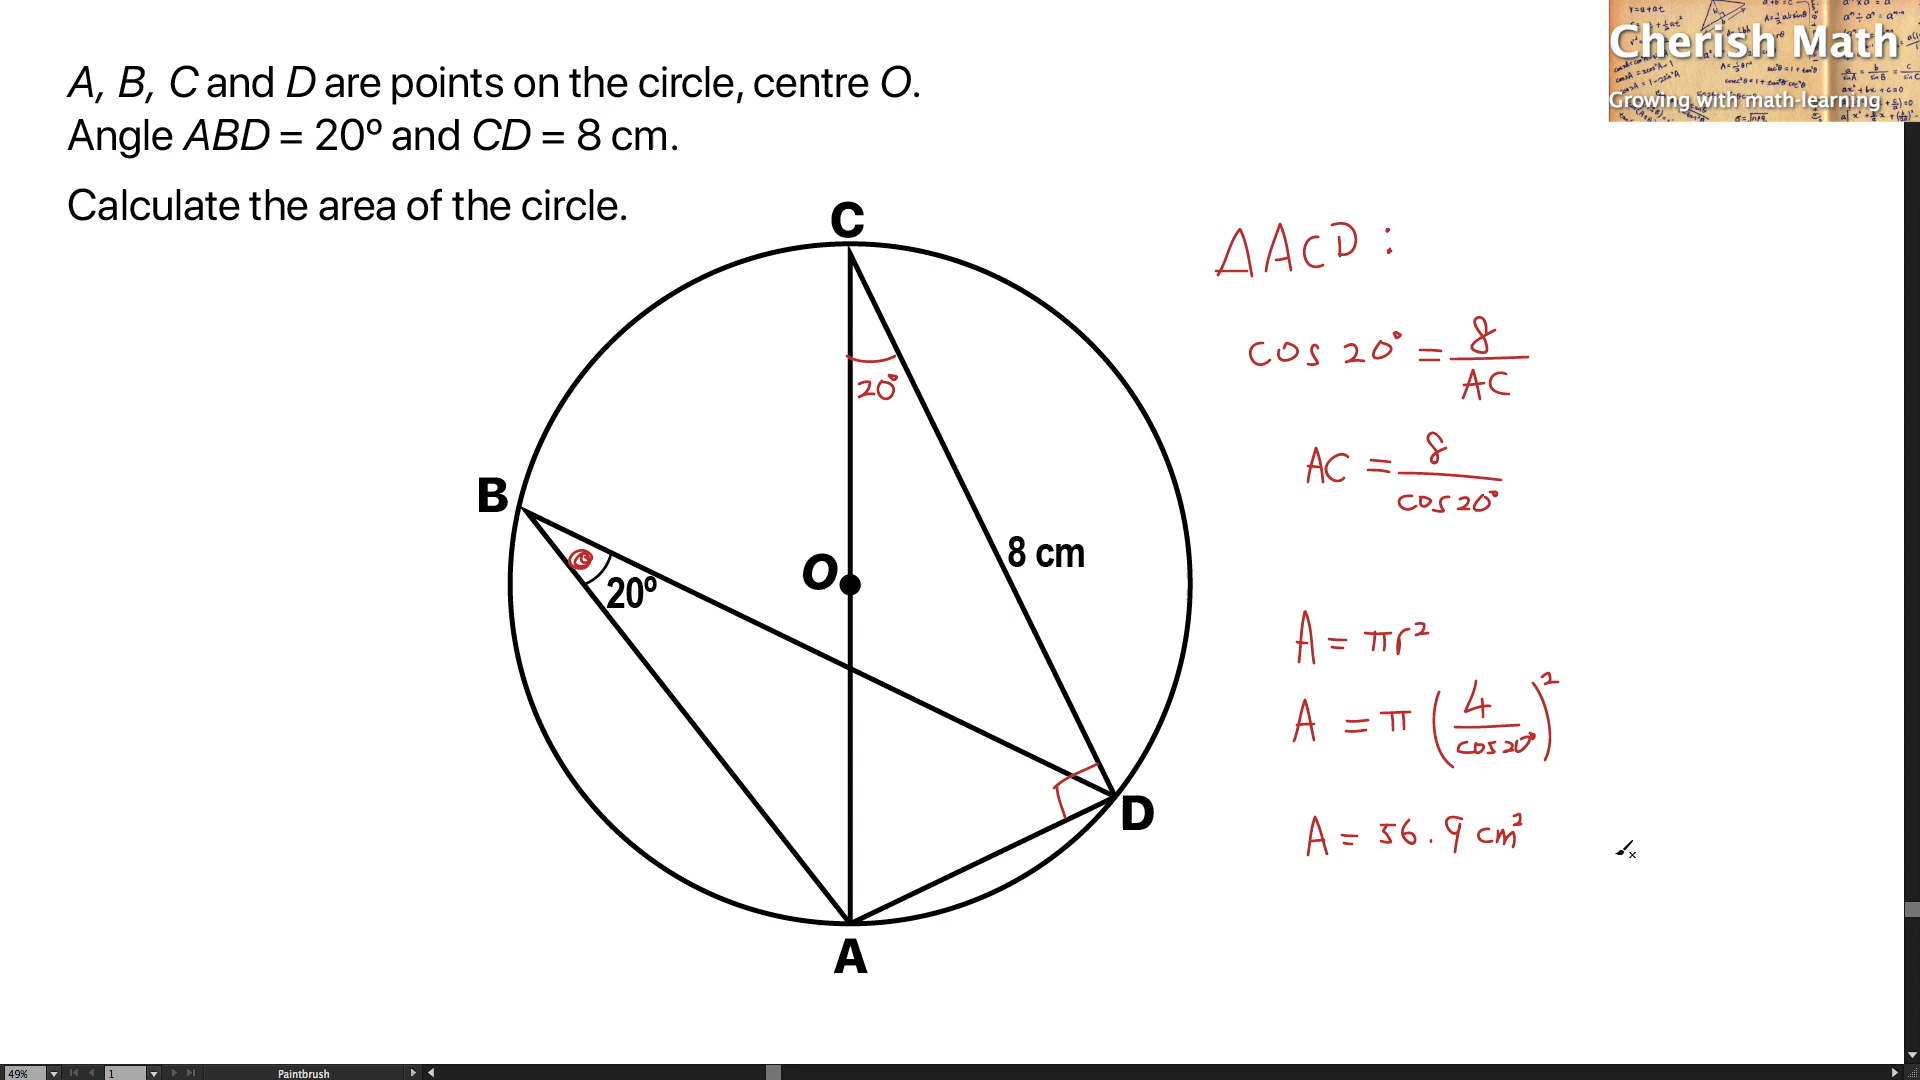 A, B, C and D are points on the circle, centre O.
Angle ABD = 20º and CD = 8 cm.
Calculate the area of the circle.
Cherish Math
Growing with math-learning
C
B
O
D
A
20º
8 cm
20°
ΔACD :
cos 20° = 8/AC
AC = 8/cos 20°
A = πr²
A = π (4/cos 20°)²
A = 56.9 cm²
49%
1
Paintbrush